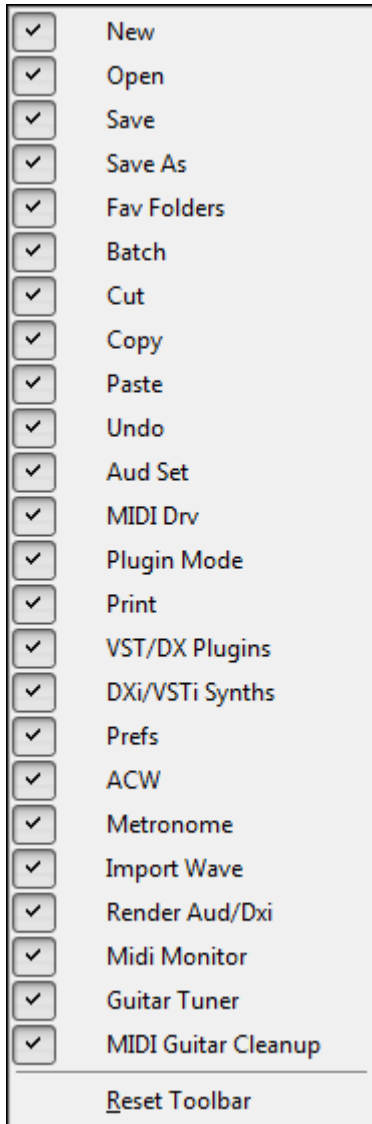 New
Open
Save
Save As
Fav Folders
Batch
Cut
Copy
Paste
Undo
Aud Set
MIDI Drv
Plugin Mode
Print
VST/DX Plugins
DXi/VSTi Synths
Prefs
ACW
Metronome
Import Wave
Render Aud/Dxi
Midi Monitor
Guitar Tuner
MIDI Guitar Cleanup
Reset Toolbar